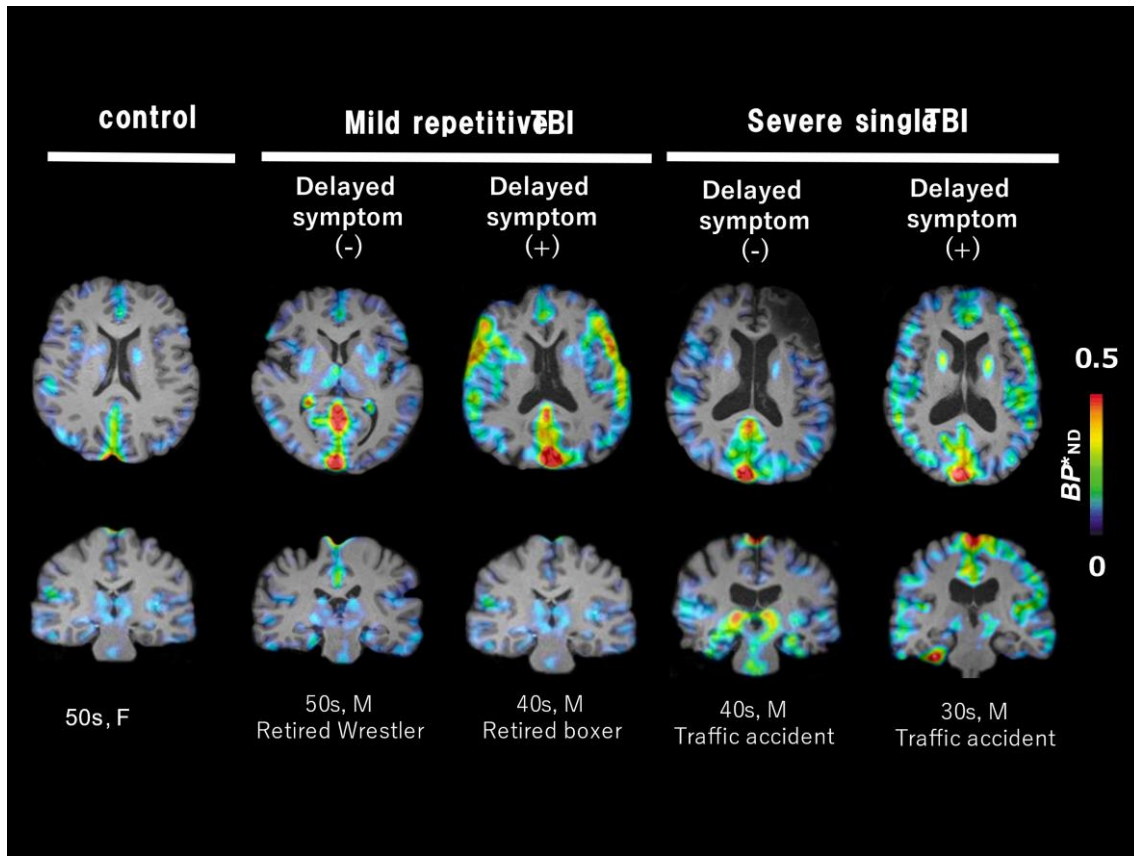 control
Mild repetitiveTBI
Severe singleTBI
Delayed
symptom
(-)
Delayed
symptom
(+)
Delayed
symptom
(-)
Delayed
symptom
(+)
0.5
BP*ND
0
50s, F
50s, M
Retired Wrestler
40s, M
Retired boxer
40s, M
Traffic accident
30s, M
Traffic accident